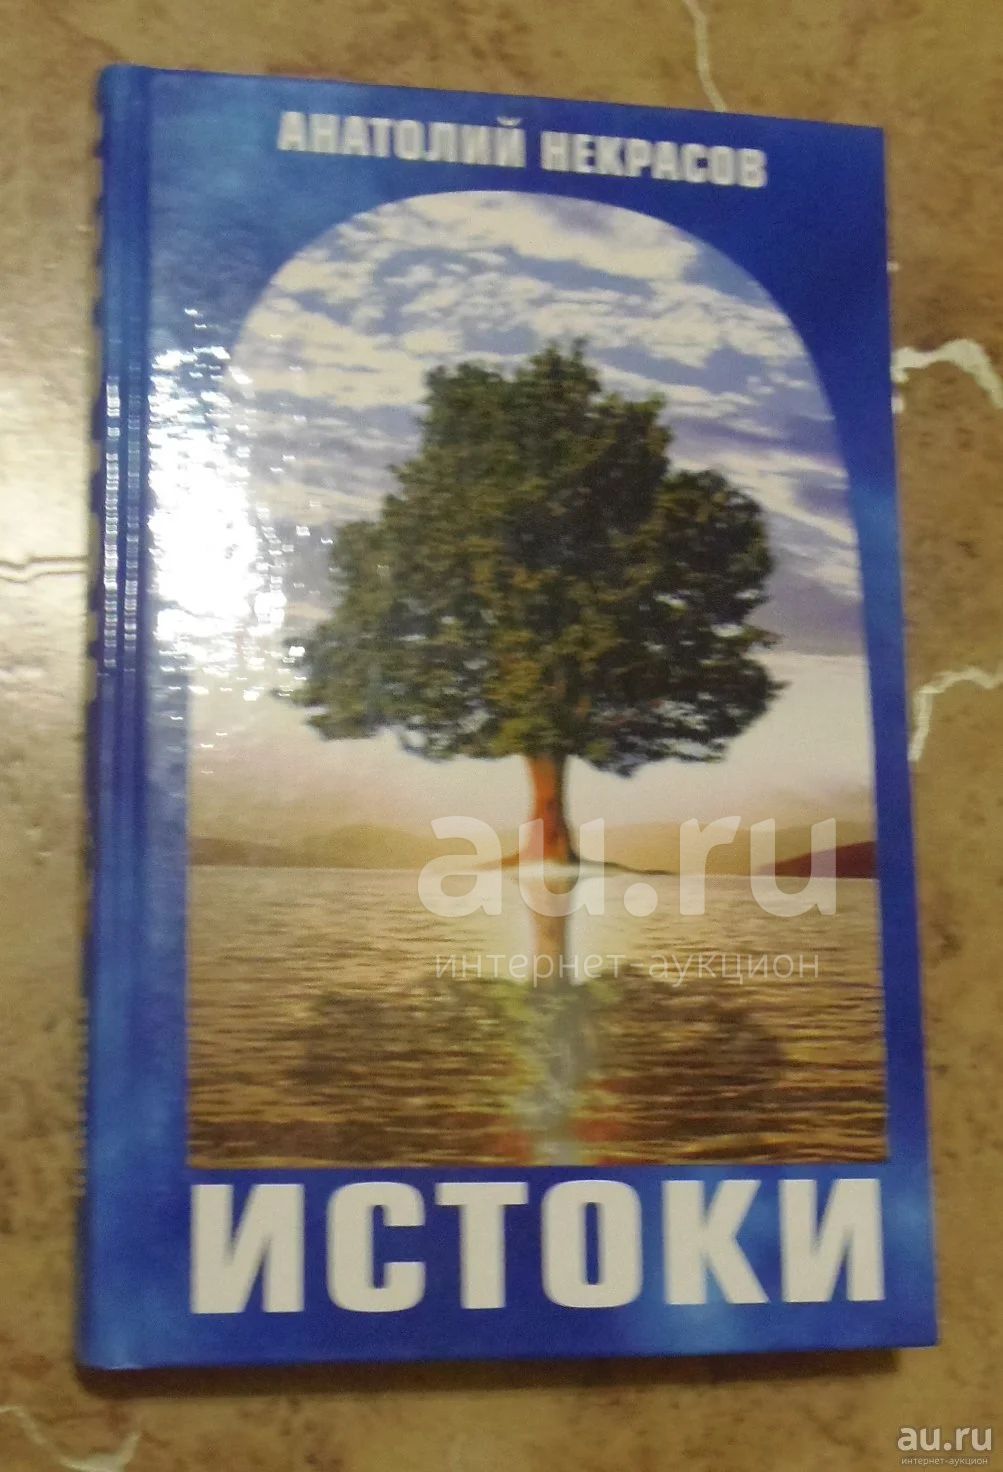 АНАТОЛИЙ НЕКРАСОВ
au.ru
интернет-аукцион
ИСТОКИ
au.ru
интернет-аукцион